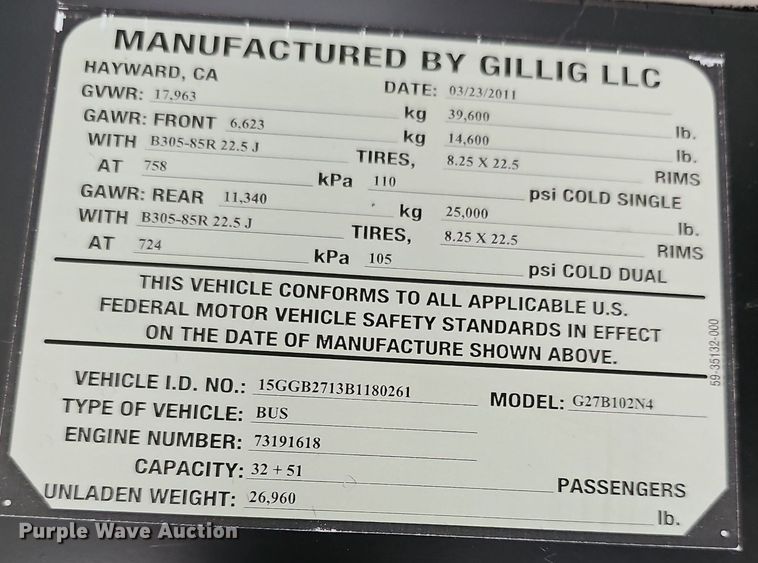 MANUFACTURED BY GILLIG LLC
HAYWARD, CA DATE: 03/23/2011
GVWR: 17,963 kg 39,600 lb.
GAWR: FRONT 6,623 kg 14,600 lb.
WITH B305-85R 22.5 J TIRES, 8.25 X 22.5 RIMS
AT 758 kPa 110 psi COLD SINGLE
GAWR: REAR 11,340 kg 25,000 lb.
WITH B305-85R 22.5 J TIRES, 8.25 X 22.5 RIMS
AT 724 kPa 105 psi COLD DUAL
THIS VEHICLE CONFORMS TO ALL APPLICABLE U.S.
FEDERAL MOTOR VEHICLE SAFETY STANDARDS IN EFFECT
ON THE DATE OF MANUFACTURE SHOWN ABOVE.
59-35132-000
VEHICLE I.D. NO.: 15GGB2713B1180261 MODEL: G27B102N4
TYPE OF VEHICLE: BUS
ENGINE NUMBER: 73191618
CAPACITY: 32 + 51 PASSENGERS
UNLADEN WEIGHT: 26,960 lb.
Purple Wave Auction